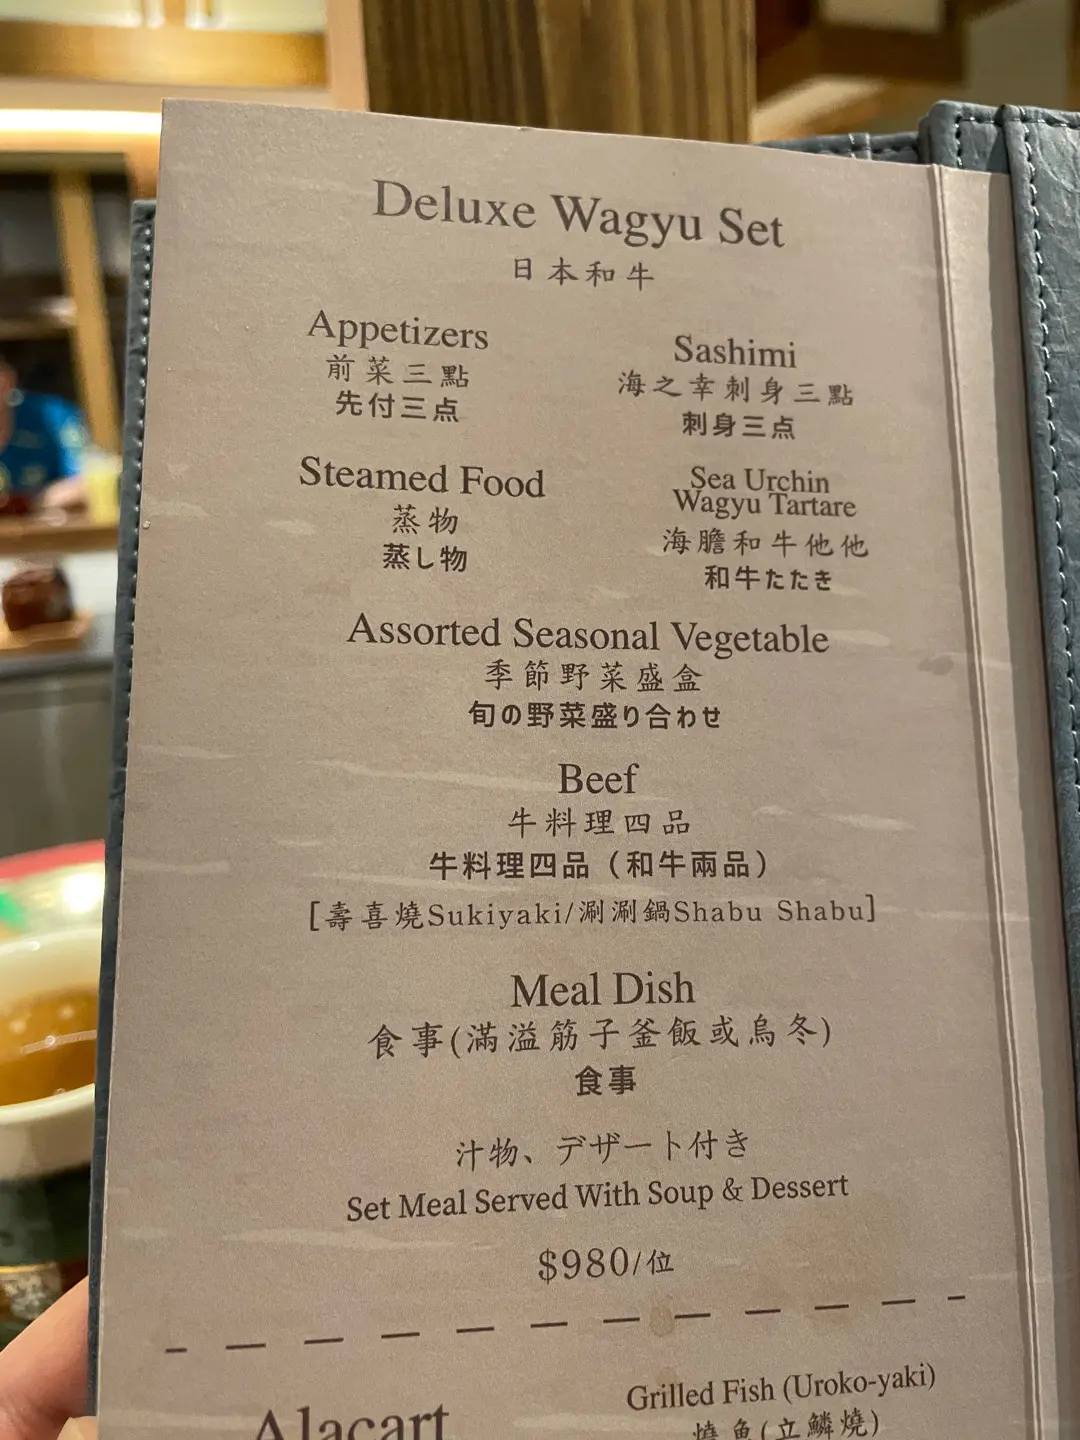 Deluxe Wagyu Set
日本和牛
Appetizers
前菜三點
先付三点
Sashimi
海之幸刺身三點
刺身三点
Steamed Food
蒸物
蒸し物
Sea Urchin
Wagyu Tartare
海膽和牛他他
和牛たたき
Assorted Seasonal Vegetable
季節野菜盛盒
旬の野菜盛り合わせ
Beef
牛料理四品
牛料理四品（和牛兩品）
[壽喜燒Sukiyaki/涮涮鍋Shabu Shabu]
Meal Dish
食事(滿溢筋子釜飯或烏冬)
食事
汁物、デザート付き
Set Meal Served With Soup & Dessert
$980/位
Alacart
Grilled Fish (Uroko-yaki)
燒魚(立鱗燒)